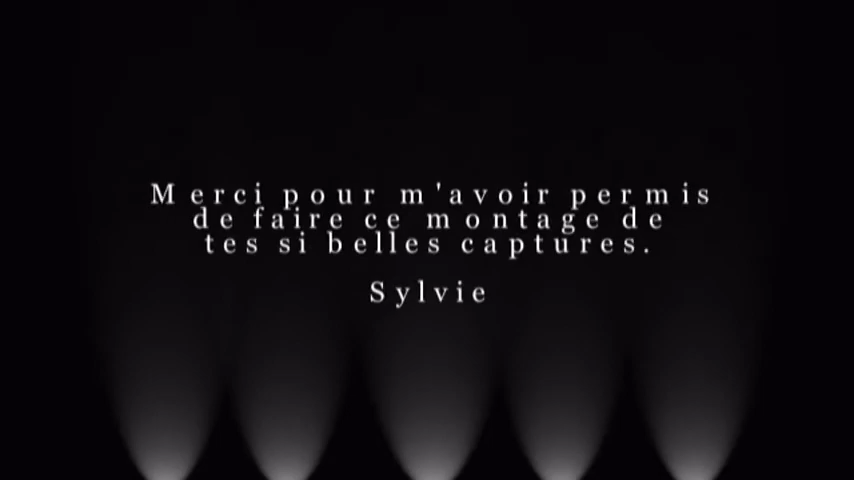 Merci pour m'avoir permis
de faire ce montage de
tes si belles captures.
Sylvie